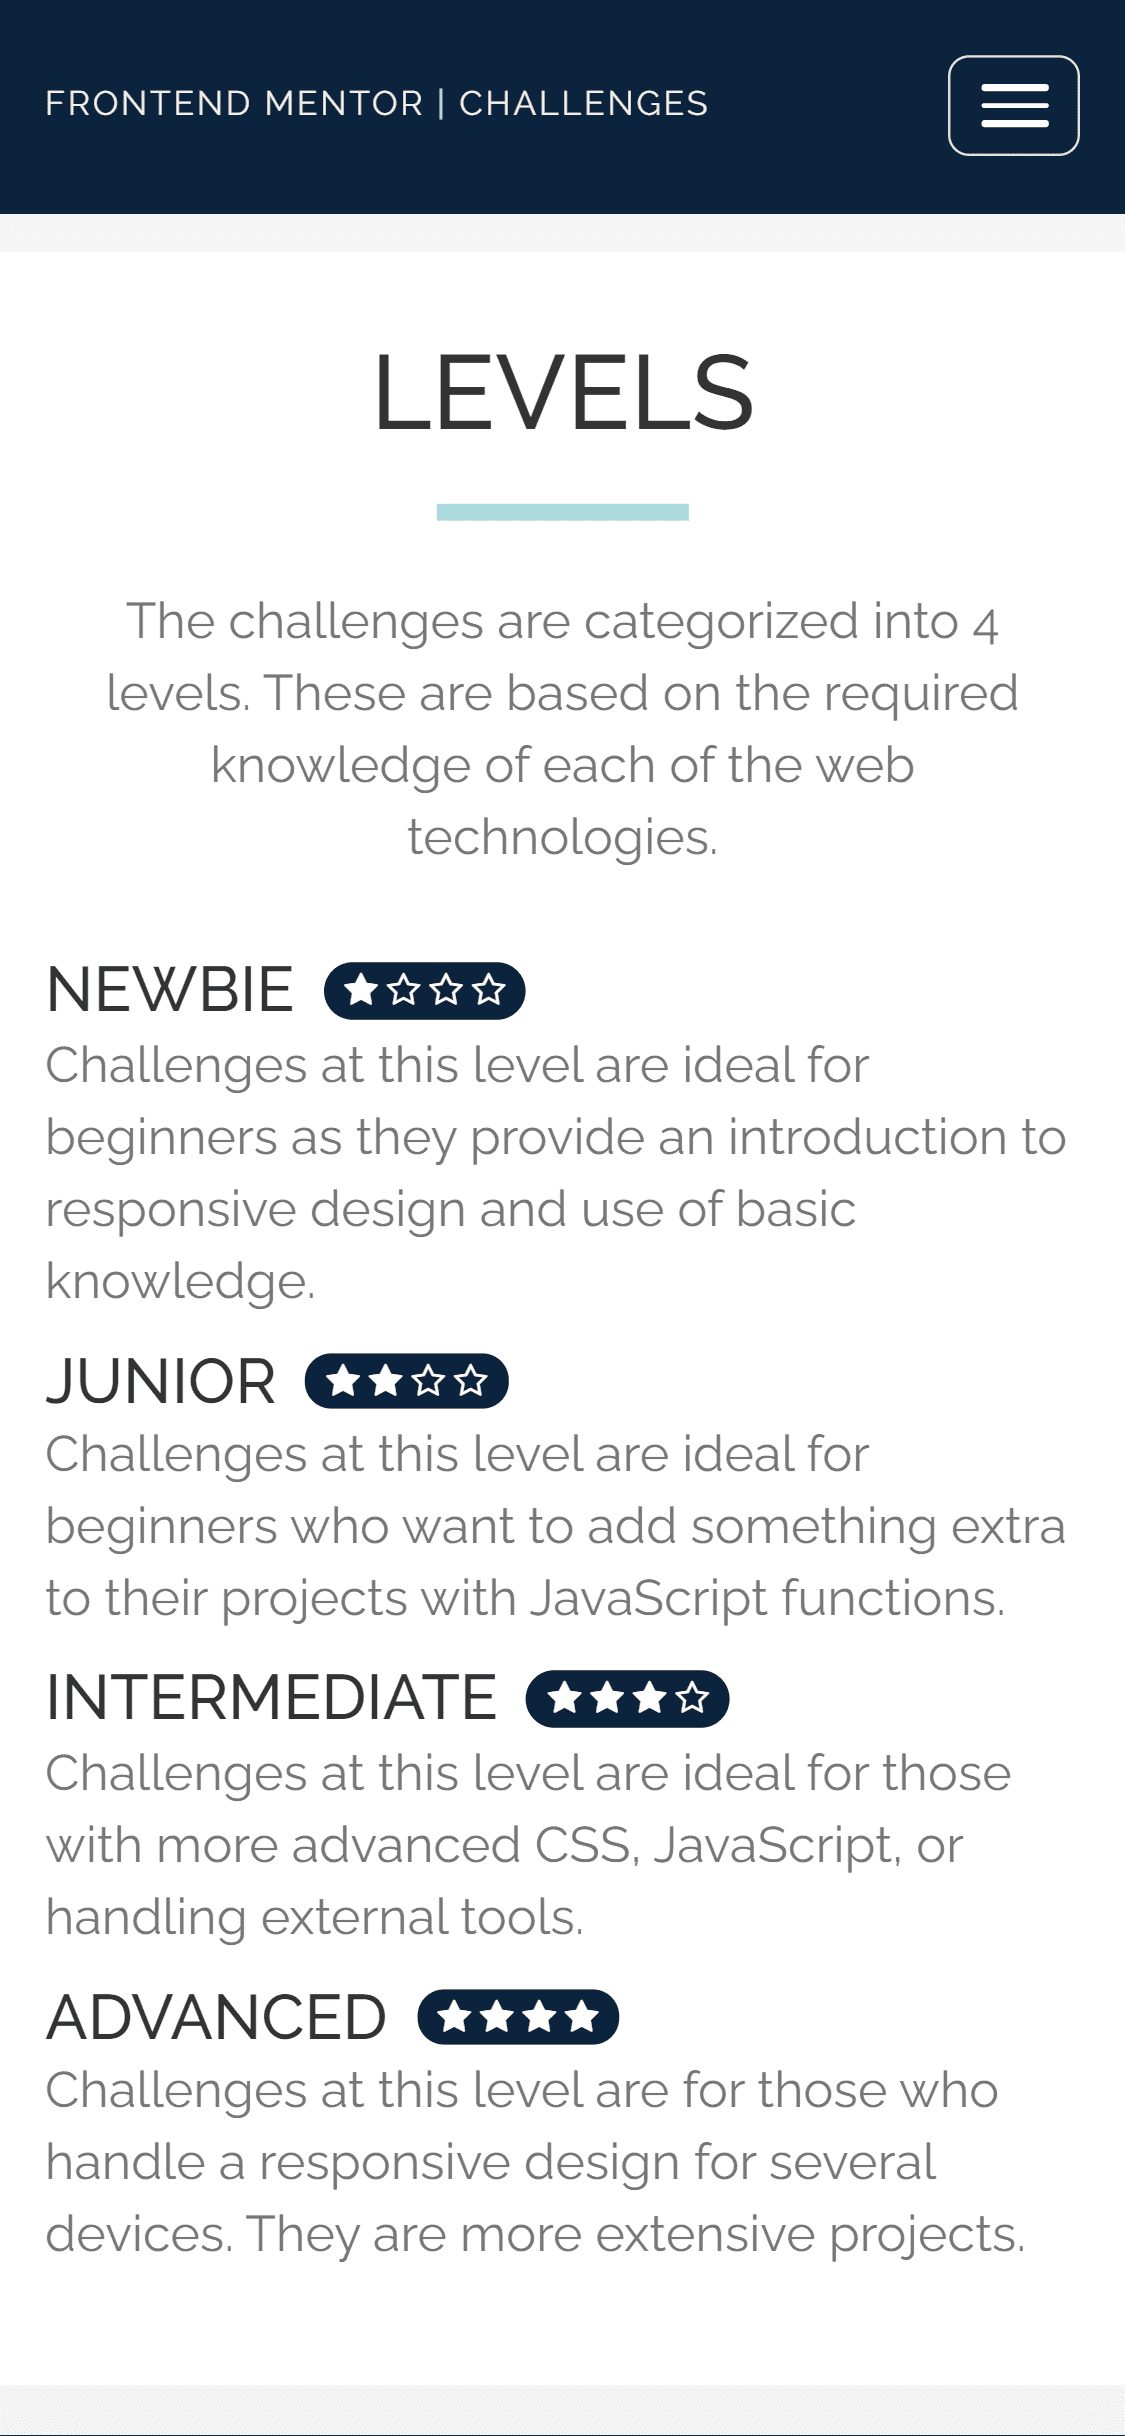 FRONTEND MENTOR | CHALLENGES
LEVELS
The challenges are categorized into 4
levels. These are based on the required
knowledge of each of the web
technologies.
NEWBIE
Challenges at this level are ideal for
beginners as they provide an introduction to
responsive design and use of basic
knowledge.
JUNIOR
Challenges at this level are ideal for
beginners who want to add something extra
to their projects with JavaScript functions.
INTERMEDIATE
Challenges at this level are ideal for those
with more advanced CSS, JavaScript, or
handling external tools.
ADVANCED
Challenges at this level are for those who
handle a responsive design for several
devices. They are more extensive projects.